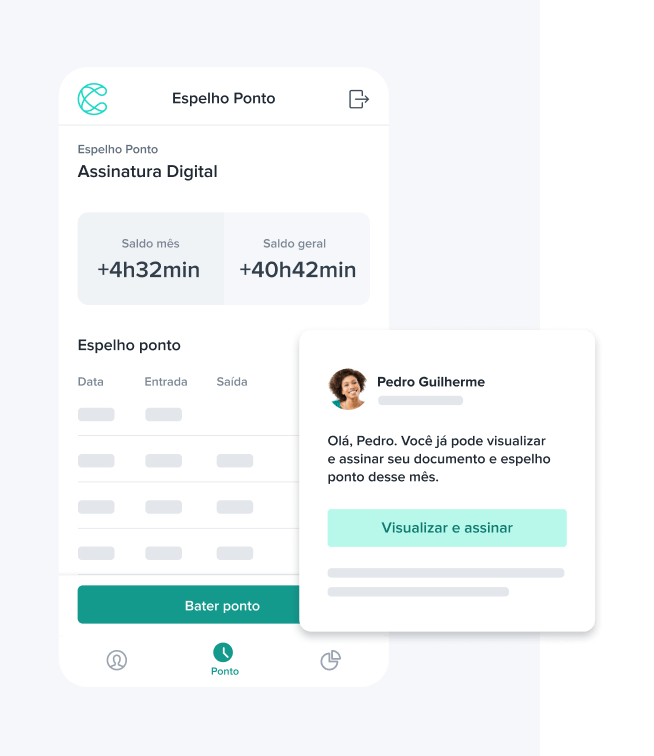 Espelho Ponto
Espelho Ponto
Assinatura Digital
Saldo mês
Saldo geral
+4h32min
+40h42min
Espelho ponto
Data
Entrada
Saída
Pedro Guilherme
Olá, Pedro. Você já pode visualizar
e assinar seu documento e espelho
ponto desse mês.
Visualizar e assinar
Bater ponto
Ponto